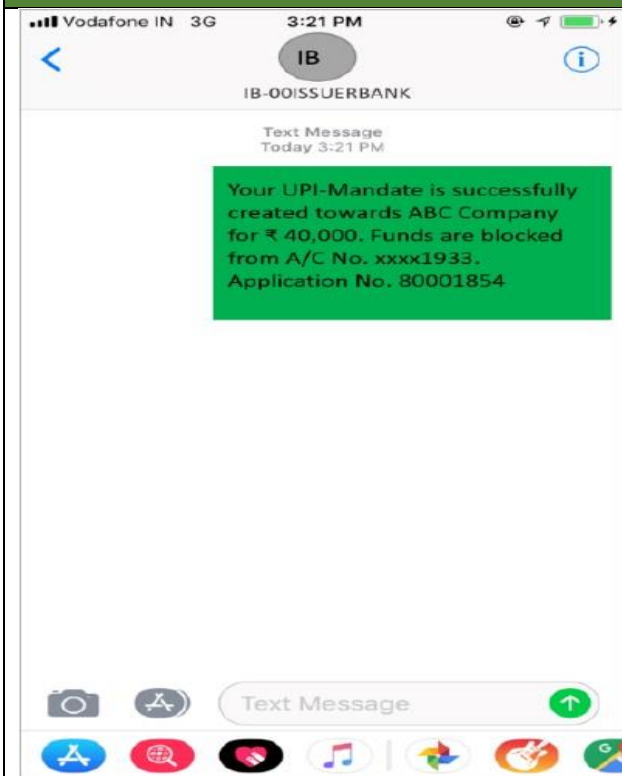 Vodafone IN 3G 3:21 PM
IB
IB-00ISSUERBANK
Text Message
Today 3:21 PM
Your UPI-Mandate is successfully
created towards ABC Company
for ₹ 40,000. Funds are blocked
from A/C No. xxxx1933.
Application No. 80001854
Text Message
G